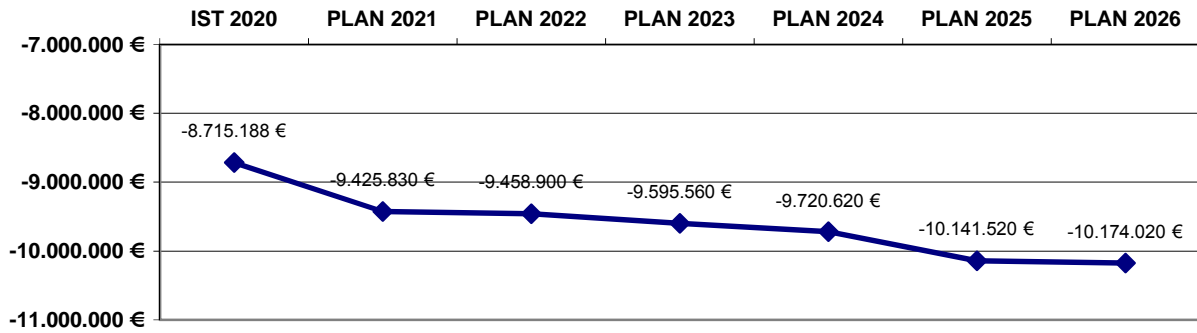 IST 2020 PLAN 2021 PLAN 2022 PLAN 2023 PLAN 2024 PLAN 2025 PLAN 2026
-7.000.000 €
-8.000.000 €
-8.715.188 €
-9.000.000 €
-9.425.830 € -9.458.900 € -9.595.560 € -9.720.620 €
-10.141.520 € -10.174.020 €
-10.000.000 €
-11.000.000 €